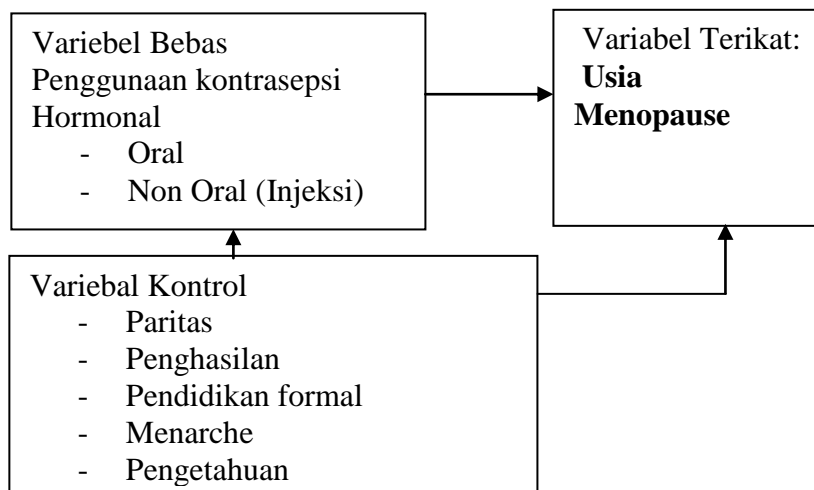 Variebel Bebas
Penggunaan kontrasepsi
Hormonal
- Oral
- Non Oral (Injeksi)
Variabel Terikat:
Usia
Menopause
Variebal Kontrol
- Paritas
- Penghasilan
- Pendidikan formal
- Menarche
- Pengetahuan